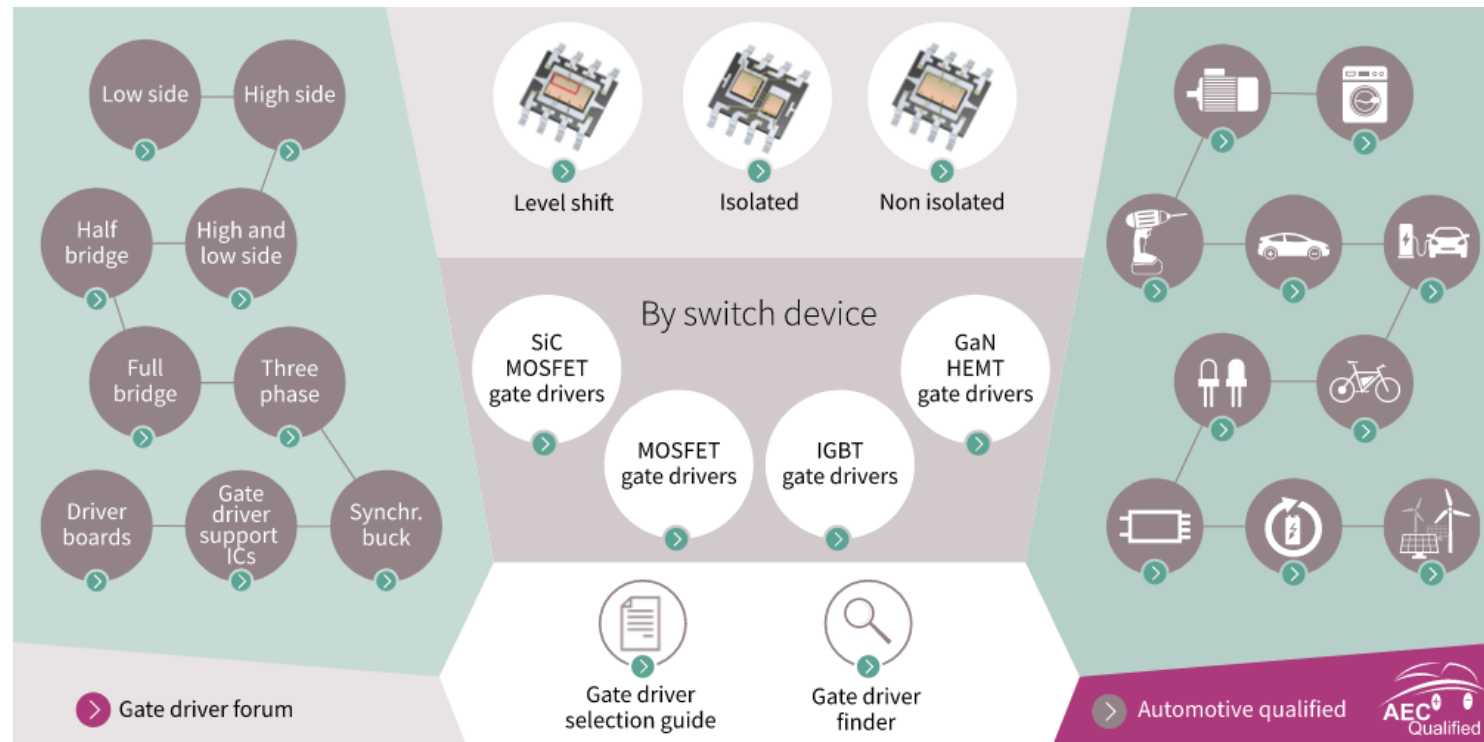 Low side
High side
Half
bridge
High and
low side
Full
bridge
Three
phase
Driver
boards
Gate
driver
support
ICs
Synchr.
buck
Gate driver forum
Level shift
Isolated
Non isolated
By switch device
SiC
MOSFET
gate drivers
MOSFET
gate drivers
IGBT
gate drivers
GaN
HEMT
gate drivers
Gate driver
selection guide
Gate driver
finder
Automotive qualified
AEC
Qualified